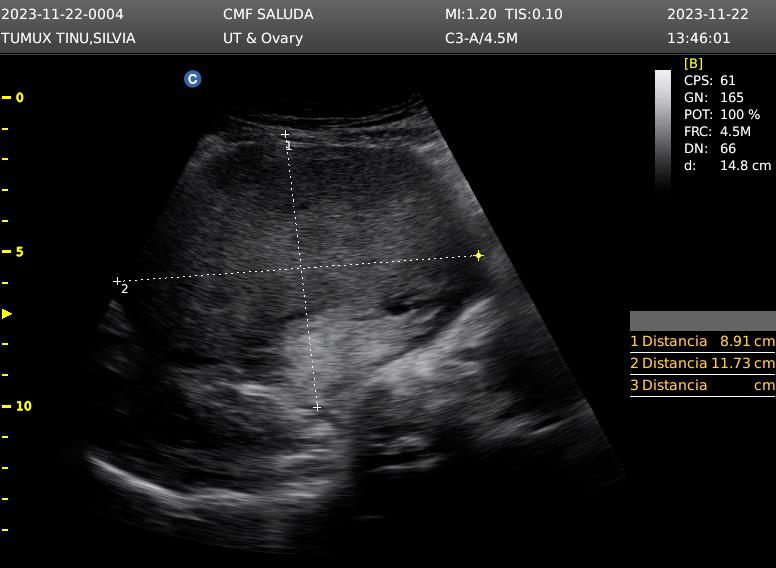 2023-11-22-0004 CMF SALUDA MI:1.20 TIS:0.10 2023-11-22
TUMUX TINU,SILVIA UT & Ovary C3-A/4.5M 13:46:01
C
[B]
CPS: 61
GN: 165
POT: 100 %
FRC: 4.5M
DN: 66
d: 14.8 cm
0
1
5
2
10
1 Distancia 8.91 cm
2 Distancia 11.73 cm
3 Distancia cm